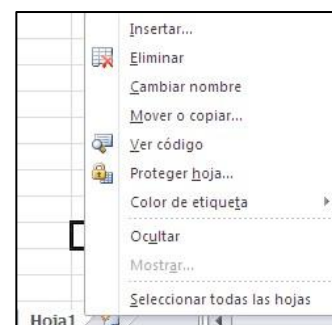 Insertar...
Eliminar
Cambiar nombre
Mover o copiar...
Ver código
Proteger hoja...
Color de etiqueta
Ocultar
Mostrar...
Seleccionar todas las hojas
Hoja1